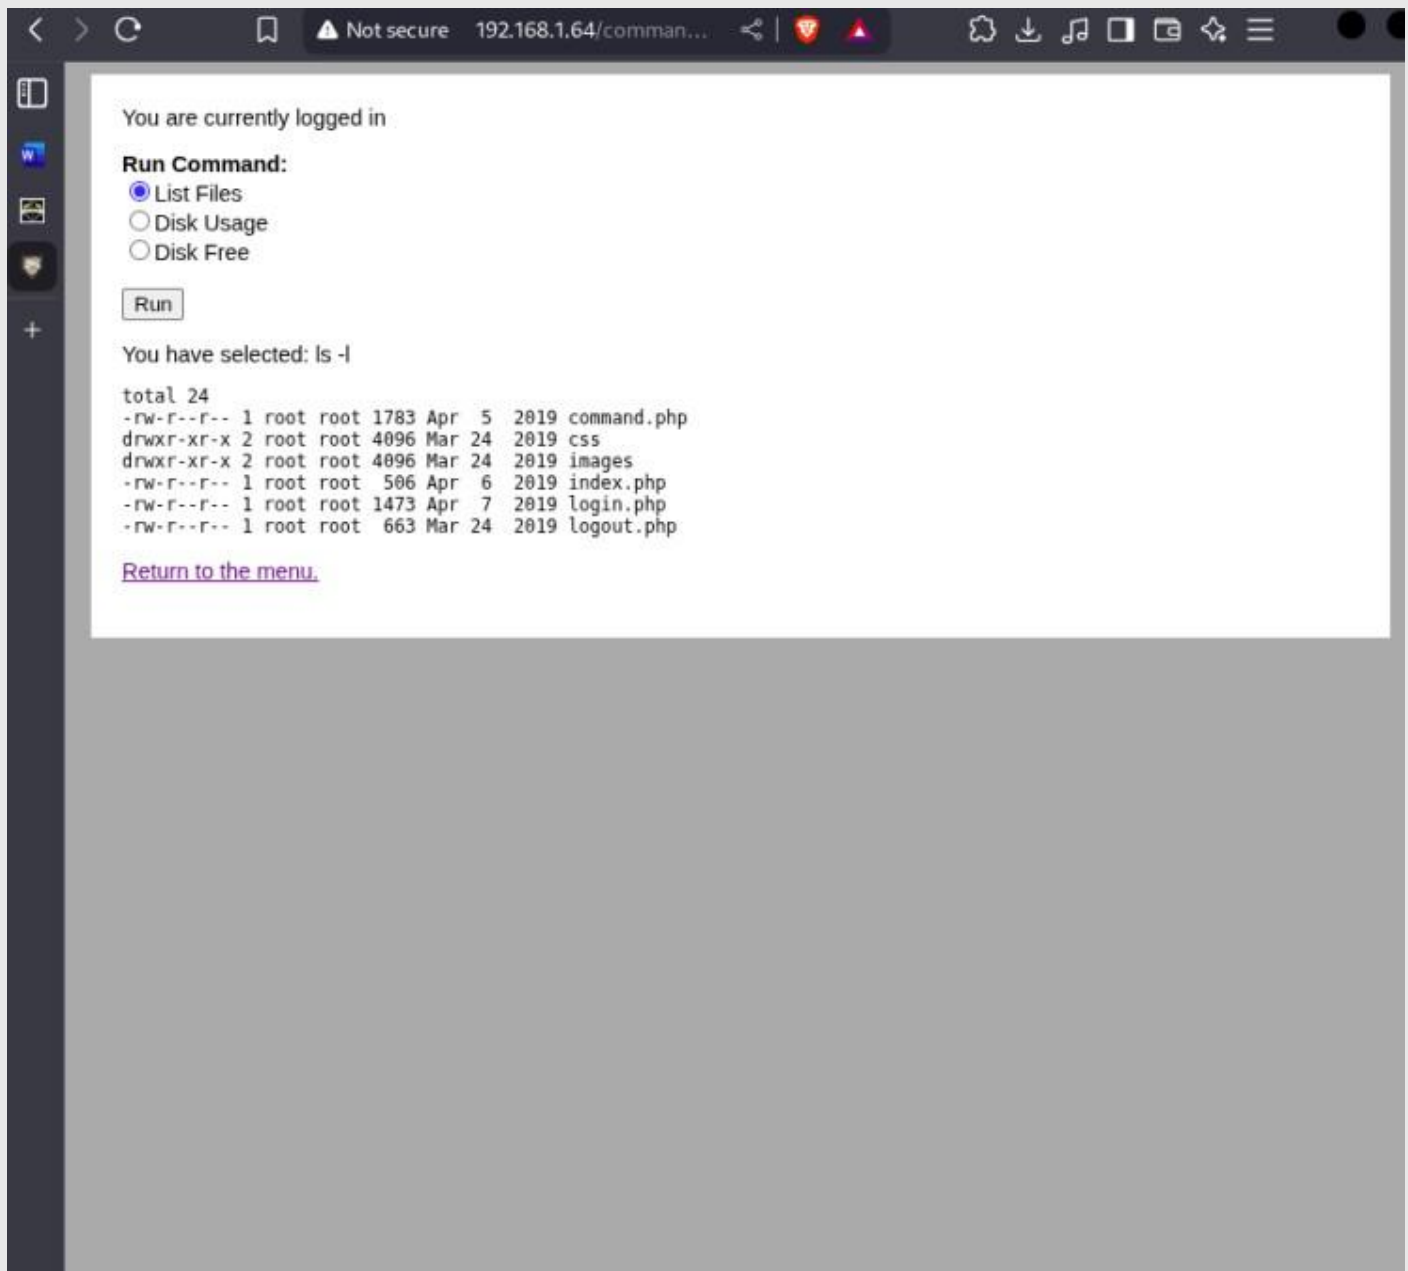 Not secure 192.168.1.64/comman...
You are currently logged in
Run Command:
List Files
Disk Usage
Disk Free
Run
You have selected: ls -l
total 24
-rw-r--r-- 1 root root 1783 Apr  5  2019 command.php
drwxr-xr-x 2 root root 4096 Mar 24  2019 css
drwxr-xr-x 2 root root 4096 Mar 24  2019 images
-rw-r--r-- 1 root root  506 Apr  6  2019 index.php
-rw-r--r-- 1 root root 1473 Apr  7  2019 login.php
-rw-r--r-- 1 root root  663 Mar 24  2019 logout.php
Return to the menu.